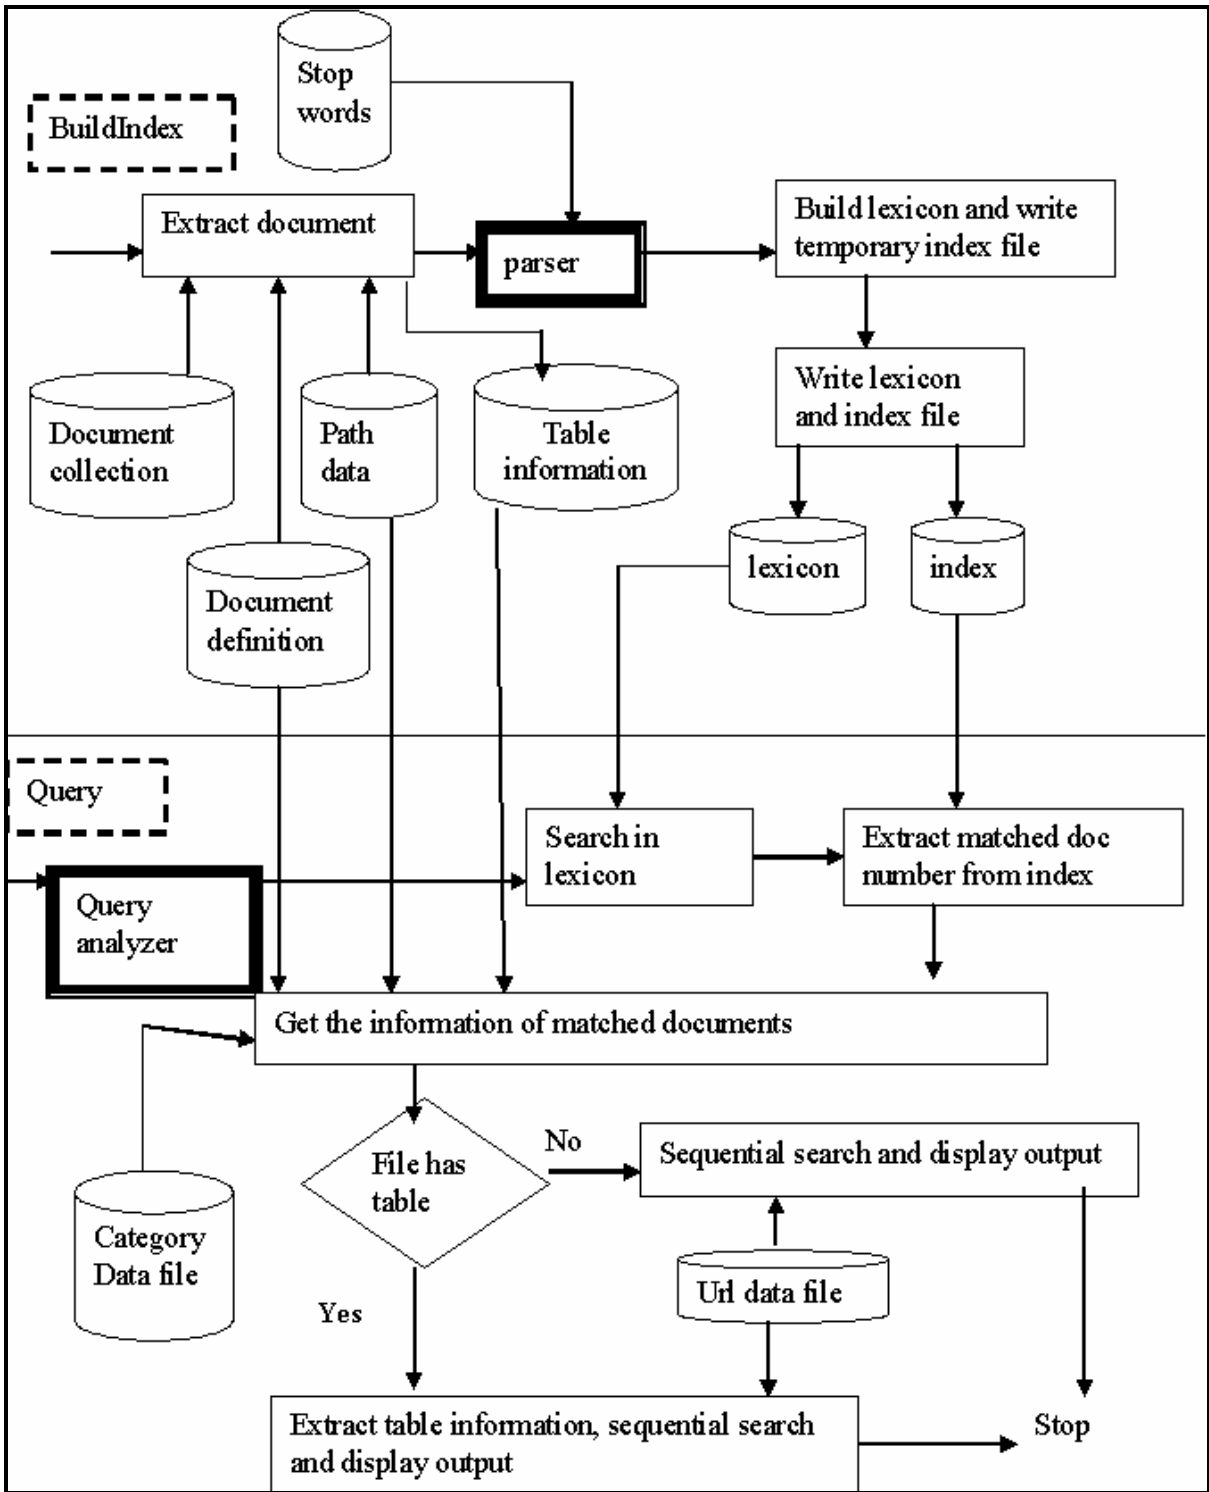 Stop
words
BuildIndex
Extract document
parser
Build lexicon and write
temporary index file
Write lexicon
and index file
Document
collection
Path
data
Table
information
lexicon
index
Document
definition
Query
Search in
lexicon
Extract matched doc
number from index
Query
analyzer
Get the information of matched documents
File has
table
No
Sequential search and display output
Category
Data file
Url data file
Yes
Extract table information, sequential search
and display output
Stop